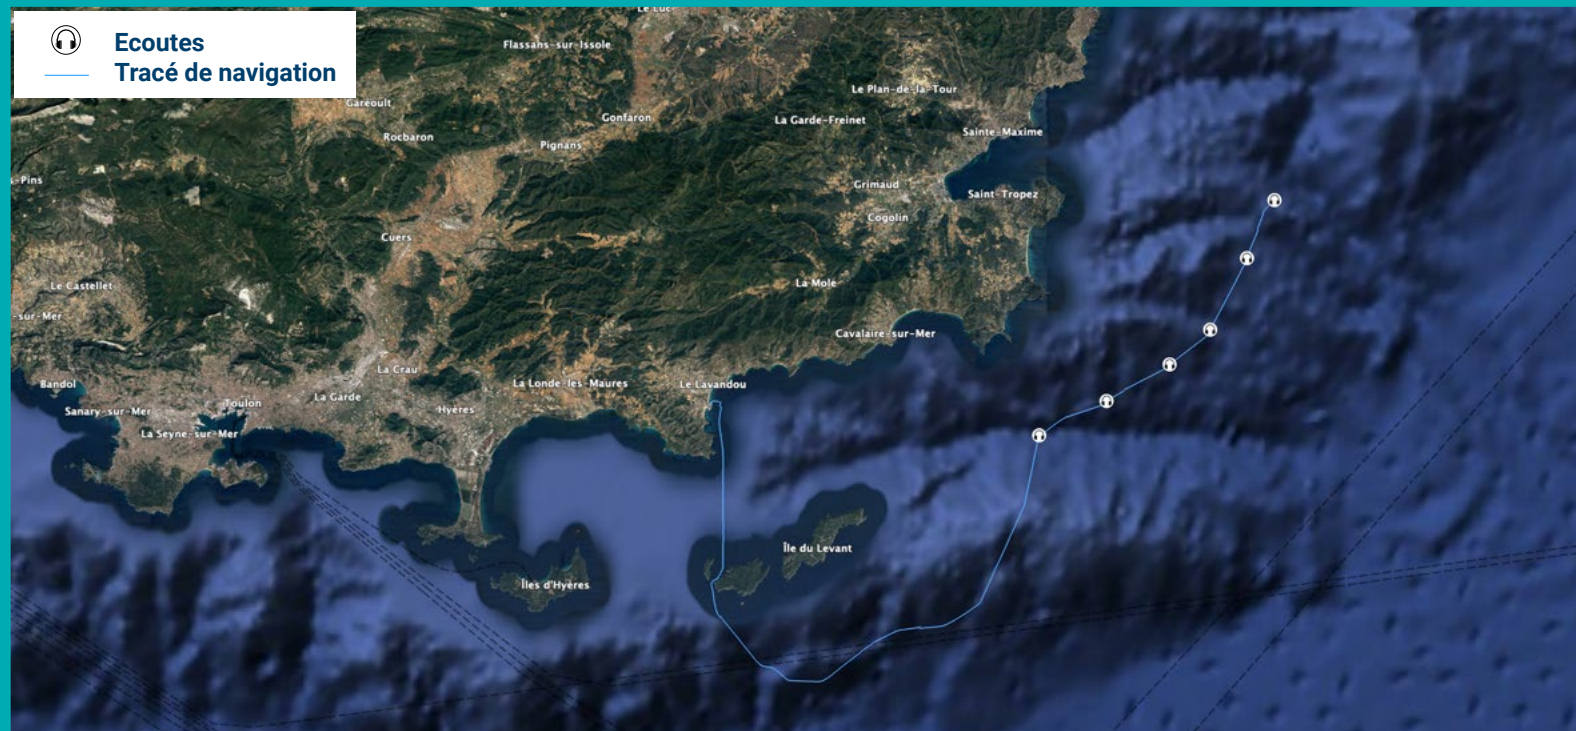 Ecoutes
Tracé de navigation
Le Luc
Flassans-sur-Issole
Garéoult
Rocbaron
Gonfaron
Pignans
Le Plan-de-la-Tour
La Garde-Freinet
Sainte-Maxime
-Pins
Grimaud
Saint-Tropez
Cogolin
Cuers
Le Castellet
-sur-Mer
La Mole
Cavalaire-sur-Mer
La Crau
Bandol
La Londe-les-Maures
Le Lavandou
Sanary-sur-Mer
Toulon
La Garde
Hyères
La Seyne-sur-Mer
Île du Levant
Îles d'Hyères